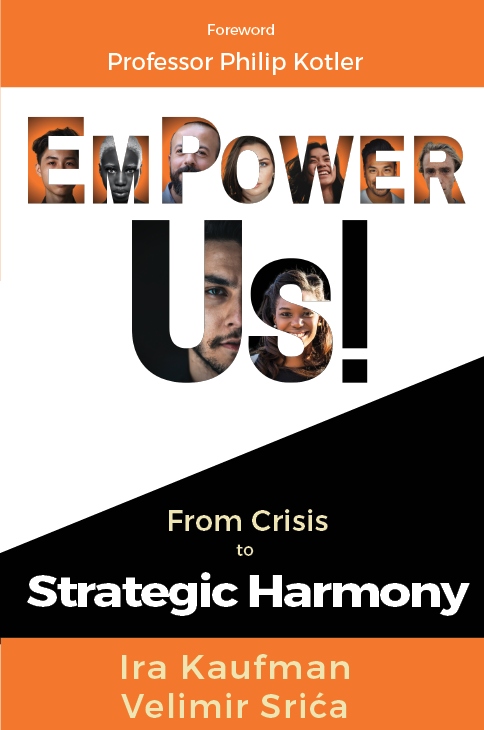 Foreword
Professor Philip Kotler
EmPower
Us!
From Crisis
to
Strategic Harmony
Ira Kaufman
Velimir Srića